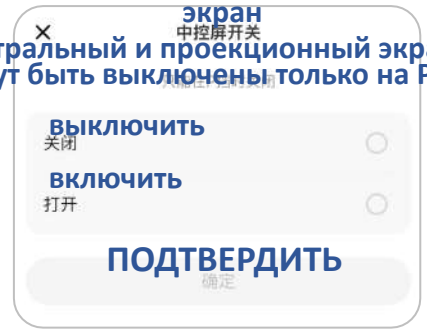 экран
× 中控屏开关
тральный и проекционный экра
ут быть выключены только на Р
выключить
关闭
включить
打开
ПОДТВЕРДИТЬ
确定